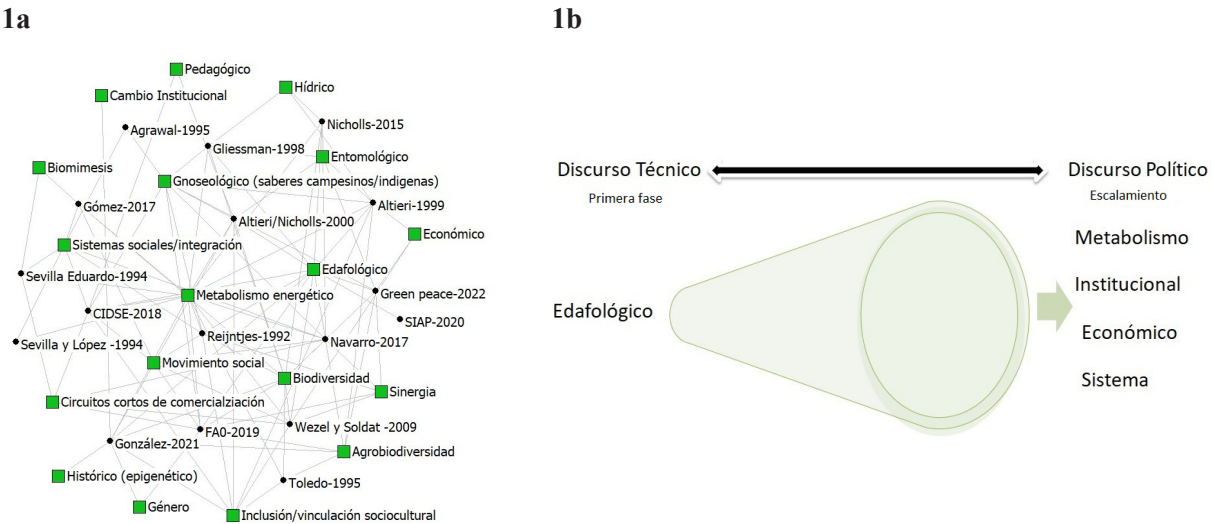 1a
Pedagógico
Hídrico
Cambio Institucional
Agrawal-1995
Nicholls-2015
Gliessman-1998
Entomológico
Biomimesis
Gnoseológico (saberes campesinos/indigenas)
Gómez-2017
Altieri-1999
Altieri/Nicholls-2000
Económico
Sistemas sociales/integración
Sevilla Eduardo-1994
Edafológico
Metabolismo energético
Green peace-2022
CIDSE-2018
SIAP-2020
Reijntjes-1992
Navarro-2017
Sevilla y López -1994
Movimiento social
Biodiversidad
Sinergia
Circuitos cortos de comercialziación
FA0-2019
Wezel y Soldat -2009
González-2021
Agrobiodiversidad
Histórico (epigenético)
Toledo-1995
Género
Inclusión/vinculación sociocultural
1b
Discurso Técnico
Primera fase
Discurso Político
Escalamiento
Edafológico
Metabolismo
Institucional
Económico
Sistema